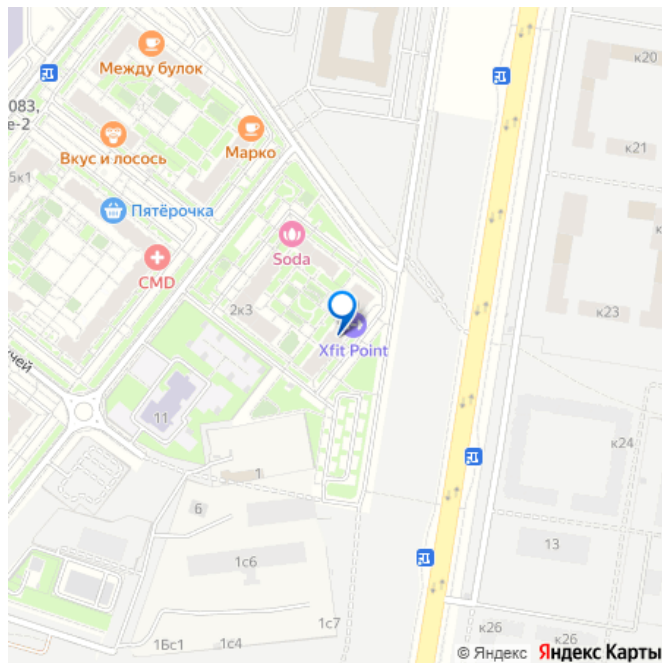 к20
Между булок
083,
е-2
Марко
к21
Вкус и лосось
5к1
Пятёрочка
Soda
CMD
2к3
к23
Xfit Point
чей
11
к24
1
6
13
1с6
1с7
1Бс1
1с4
к26
к26
© Яндекс Яндекс Карты